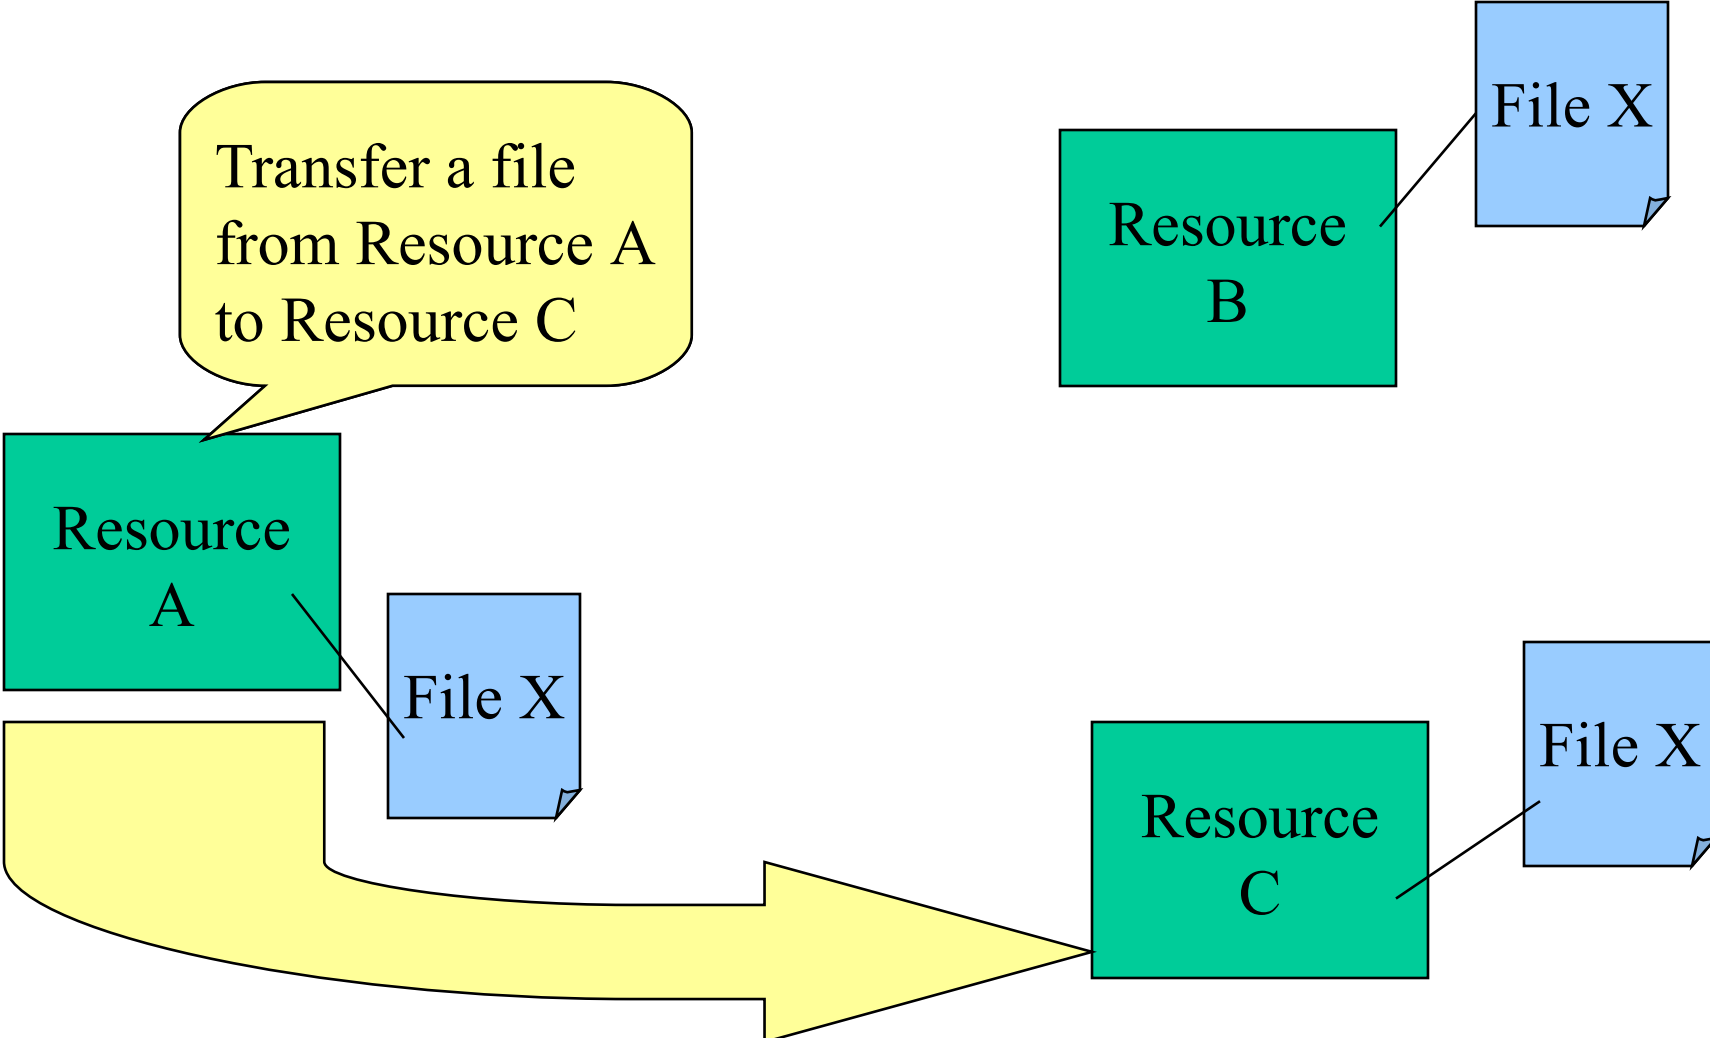 Transfer a file
from Resource A
to Resource C
File X
Resource
B
Resource
A
File X
File X
Resource
C